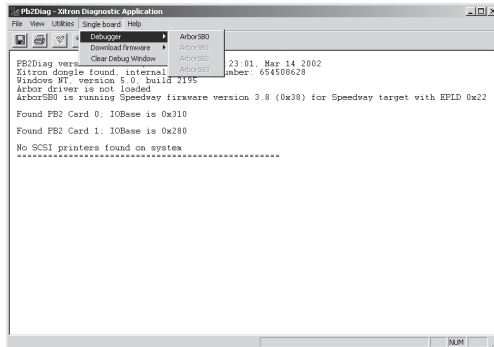 Pb2Diag - Xitron Diagnostic Application
File View Utilities Single board Help
Debugger
Download firmware
Clear Debug Window
ArborSB0
ArborSB1
ArborSB2
ArborSB3
PB2Diag vers :23:01, Mar 14 2002
Xitron dongle found, internal umber: 654508628
Windows NT, version 5.0, build 2195
Arbor driver is not loaded
ArborSB0 is running Speedway firmware version 3.8 (0x38) for Speedway target with EPLD 0x22
Found PB2 Card 0; IOBase is 0x310
Found PB2 Card 1; IOBase is 0x280
No SCSI printers found on system
==================================================
NUM